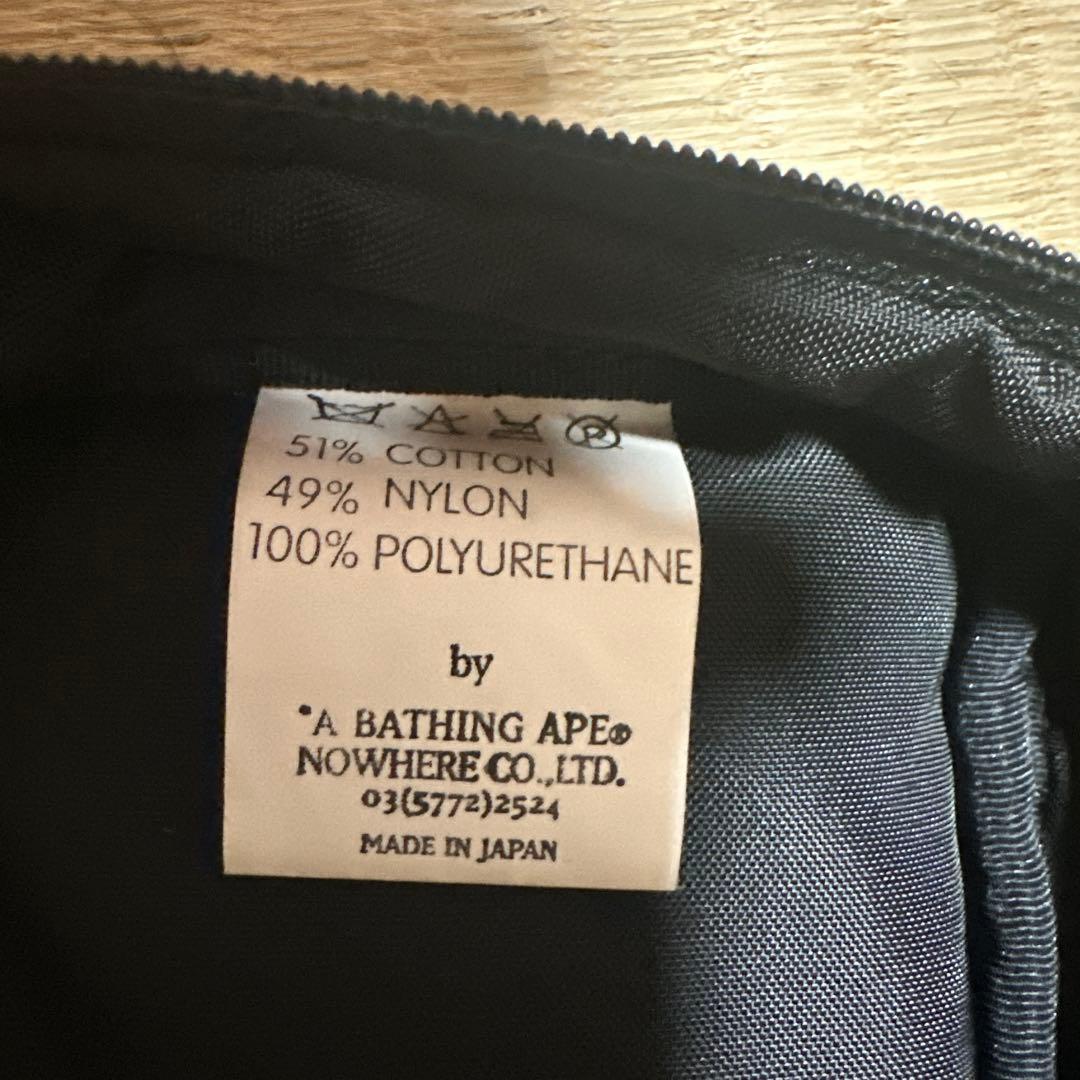 P
51% COTTON
49% NYLON
100% POLYURETHANE
by
*A BATHING APE®
NOWHERE CO.,LTD.
03(5772)2524
MADE IN JAPAN